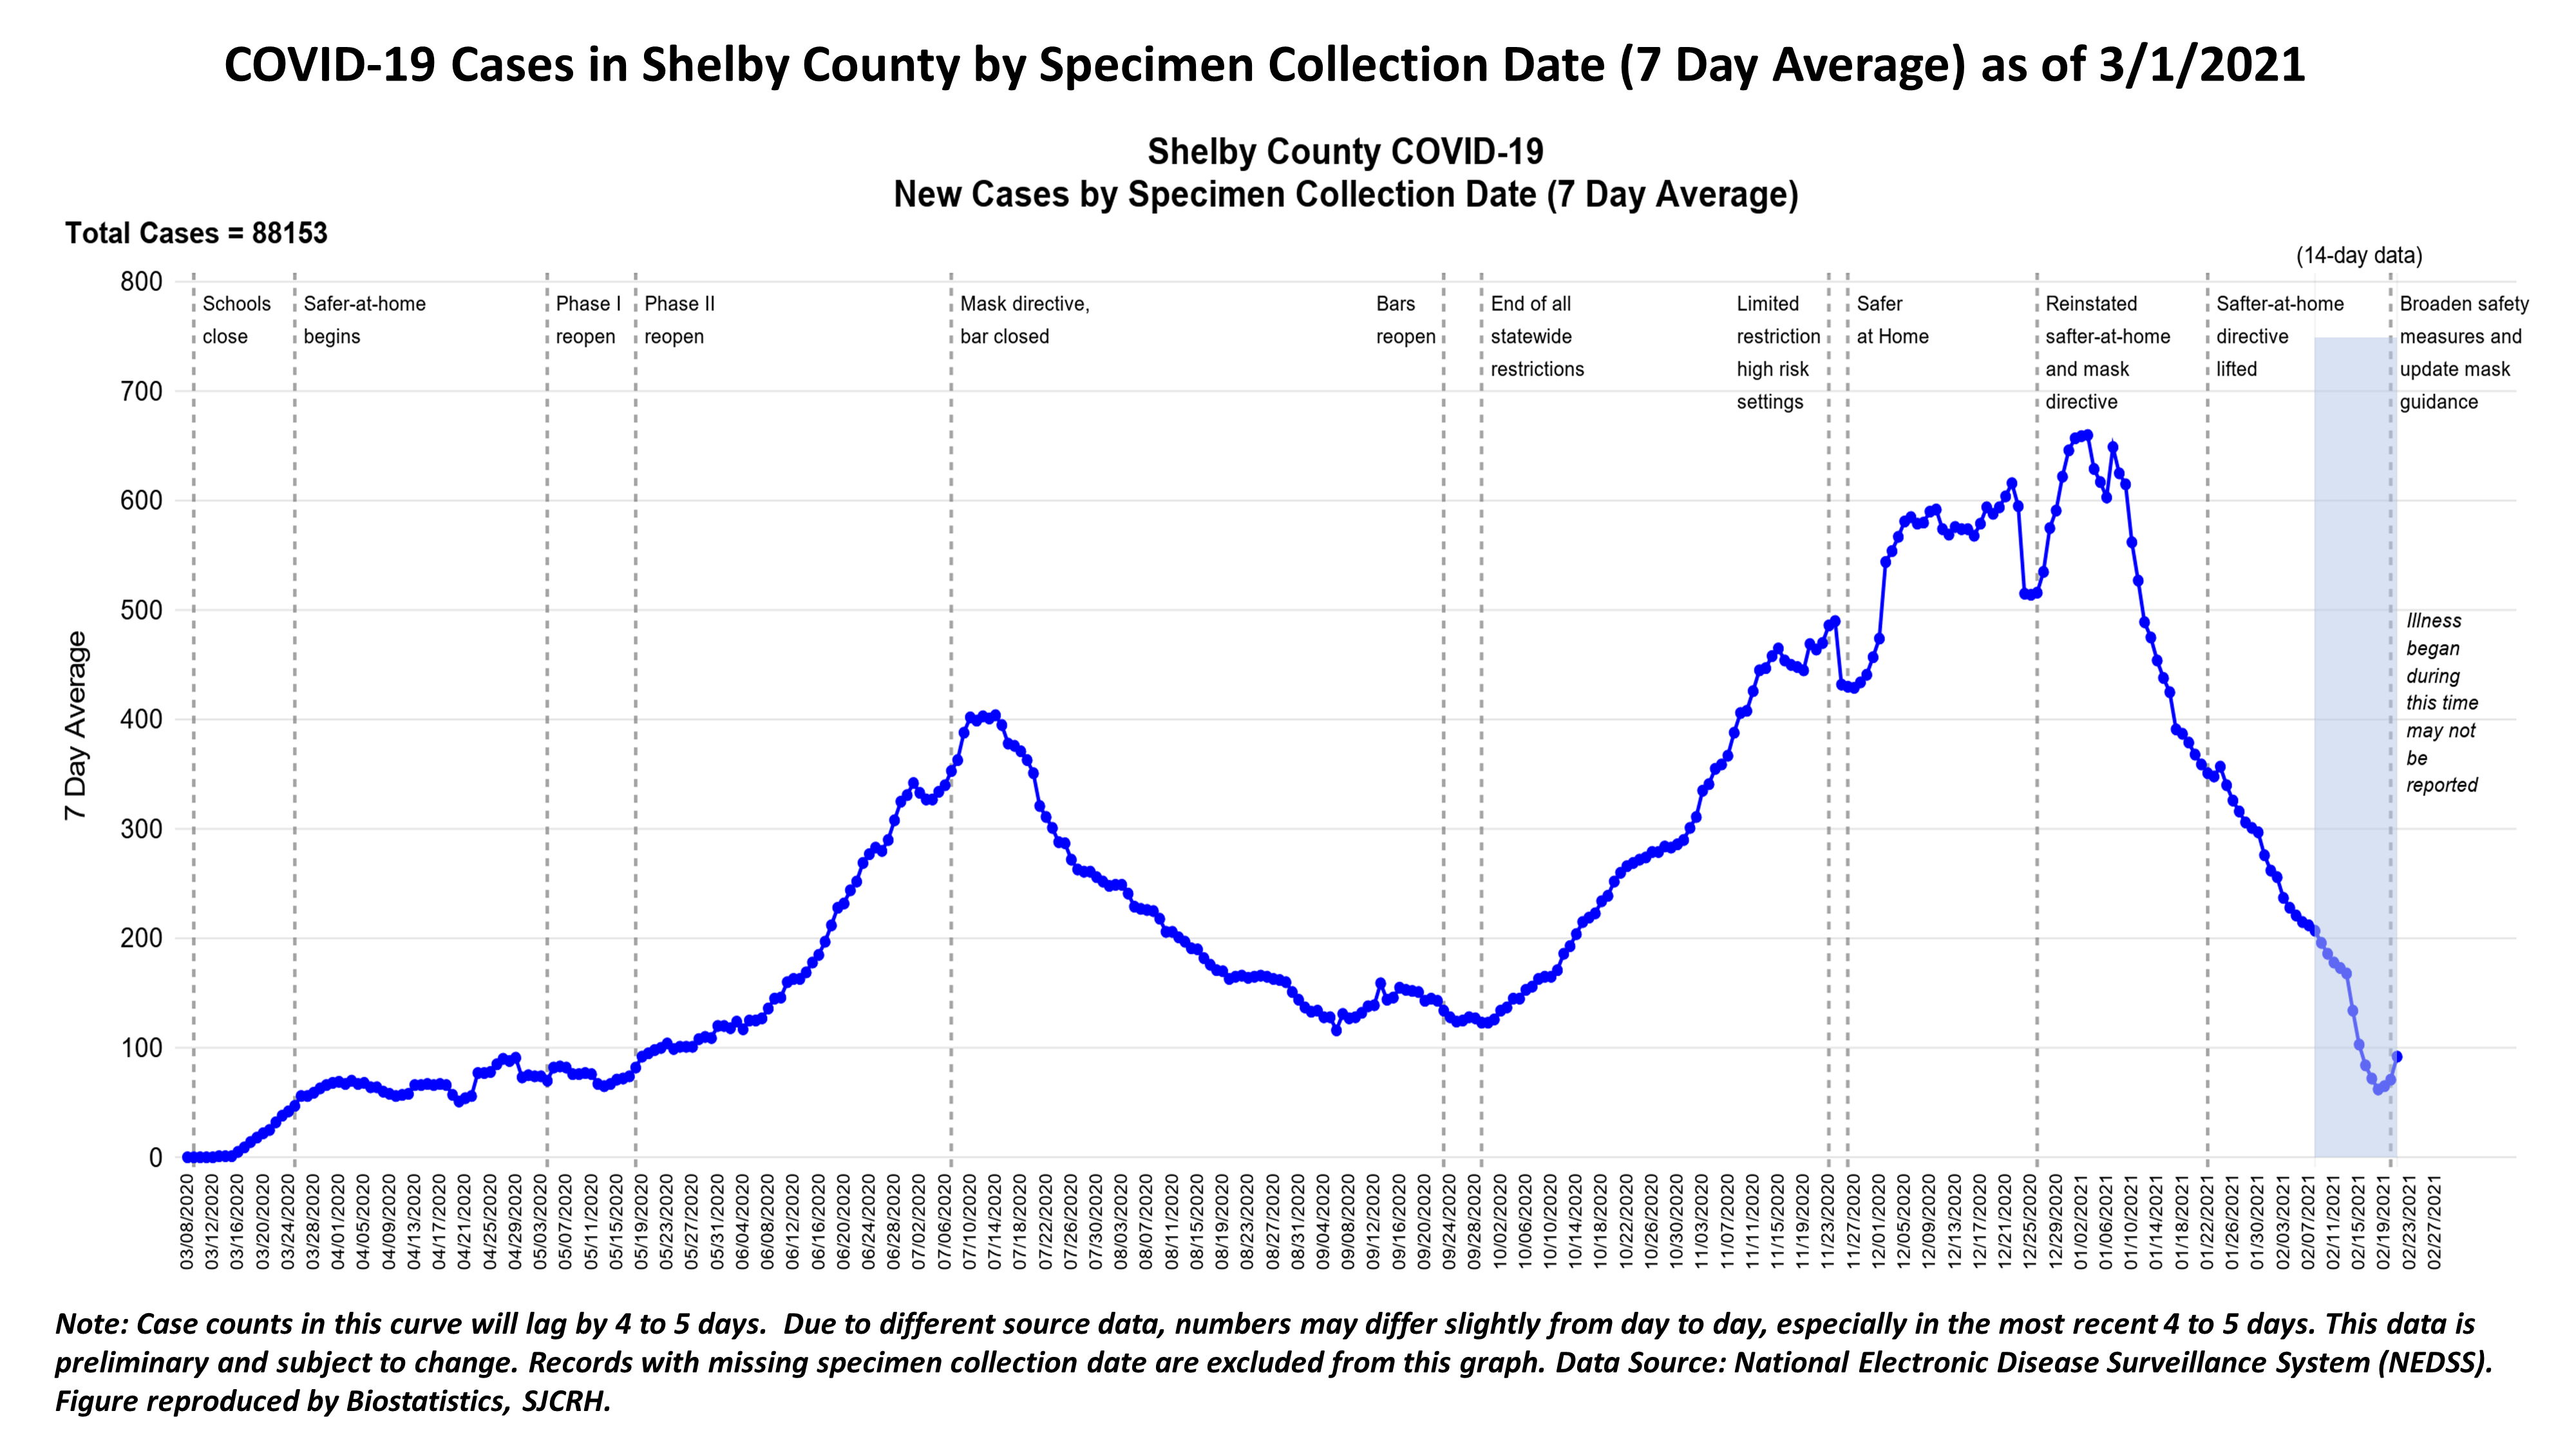 COVID-19 Cases in Shelby County by Specimen Collection Date (7 Day Average) as of 3/1/2021
Shelby County COVID-19
New Cases by Specimen Collection Date (7 Day Average)
Total Cases = 88153
(14-day data)
800
700
600
500
400
300
200
100
0
7 Day Average
Schools
close
Safer-at-home
begins
Phase I
reopen
Phase II
reopen
Mask directive,
bar closed
Bars
reopen
End of all
statewide
restrictions
Limited
restriction
high risk
settings
Safer
at Home
Reinstated
safter-at-home
and mask
directive
Safter-at-home
directive
lifted
Broaden safety
measures and
update mask
guidance
Illness
began
during
this time
may not
be
reported
03/08/2020
03/12/2020
03/16/2020
03/20/2020
03/24/2020
03/28/2020
04/01/2020
04/05/2020
04/09/2020
04/13/2020
04/17/2020
04/21/2020
04/25/2020
04/29/2020
05/03/2020
05/07/2020
05/11/2020
05/15/2020
05/19/2020
05/23/2020
05/27/2020
05/31/2020
06/04/2020
06/08/2020
06/12/2020
06/16/2020
06/20/2020
06/24/2020
06/28/2020
07/02/2020
07/06/2020
07/10/2020
07/14/2020
07/18/2020
07/22/2020
07/26/2020
07/30/2020
08/03/2020
08/07/2020
08/11/2020
08/15/2020
08/19/2020
08/23/2020
08/27/2020
08/31/2020
09/04/2020
09/08/2020
09/12/2020
09/16/2020
09/20/2020
09/24/2020
09/28/2020
10/02/2020
10/06/2020
10/10/2020
10/14/2020
10/18/2020
10/22/2020
10/26/2020
10/30/2020
11/03/2020
11/07/2020
11/11/2020
11/15/2020
11/19/2020
11/23/2020
11/27/2020
12/01/2020
12/05/2020
12/09/2020
12/13/2020
12/17/2020
12/21/2020
12/25/2020
12/29/2020
01/02/2021
01/06/2021
01/10/2021
01/14/2021
01/18/2021
01/22/2021
01/26/2021
01/30/2021
02/03/2021
02/07/2021
02/11/2021
02/15/2021
02/19/2021
02/23/2021
02/27/2021
Note: Case counts in this curve will lag by 4 to 5 days.  Due to different source data, numbers may differ slightly from day to day, especially in the most recent 4 to 5 days. This data is
preliminary and subject to change. Records with missing specimen collection date are excluded from this graph. Data Source: National Electronic Disease Surveillance System (NEDSS).
Figure reproduced by Biostatistics, SJCRH.